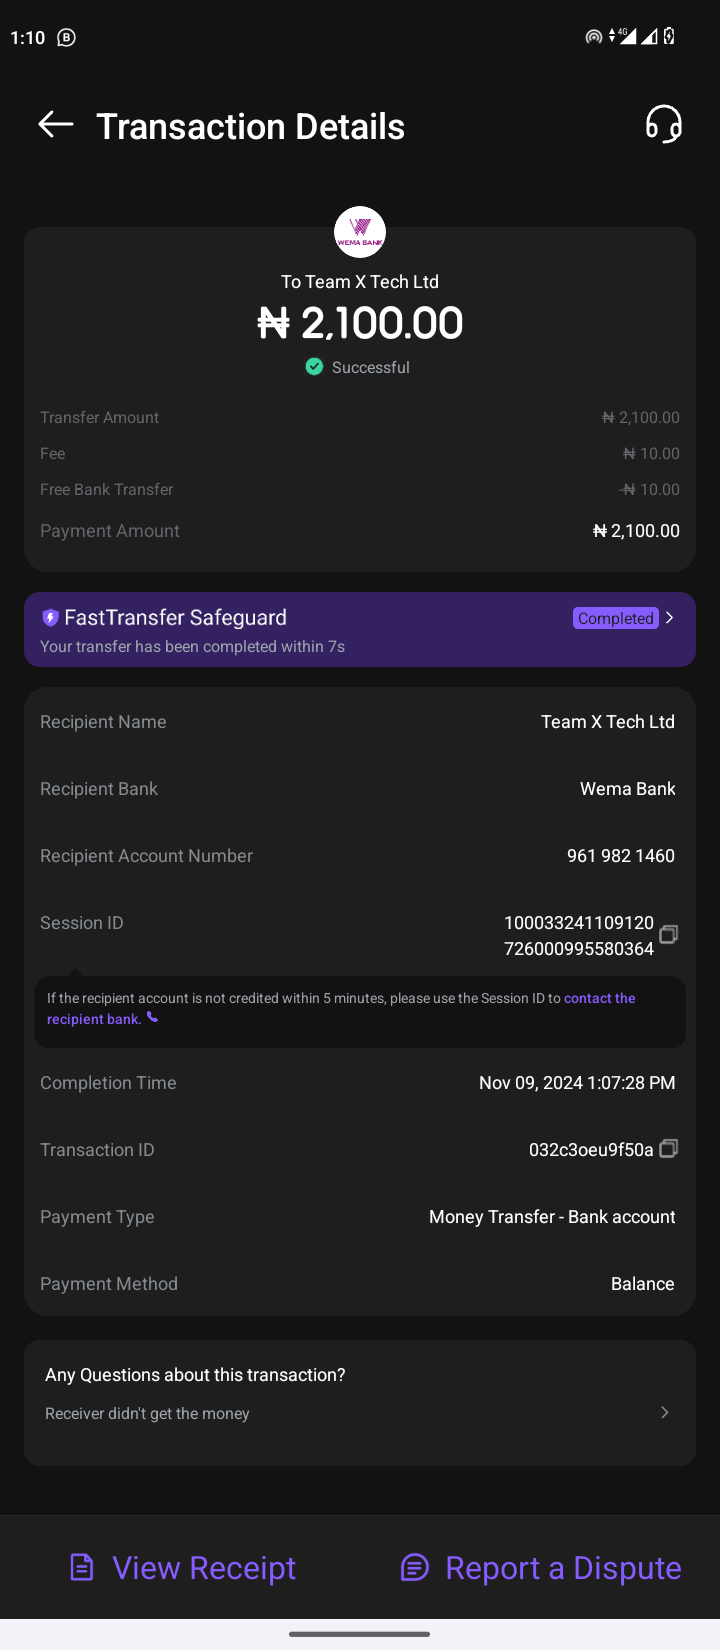 1:10
4G
Transaction Details
WEMA BANK
To Team X Tech Ltd
₦ 2,100.00
Successful
Transfer Amount ₦ 2,100.00
Fee ₦ 10.00
Free Bank Transfer -₦ 10.00
Payment Amount ₦ 2,100.00
FastTransfer Safeguard Completed
Your transfer has been completed within 7s
Recipient Name Team X Tech Ltd
Recipient Bank Wema Bank
Recipient Account Number 961 982 1460
Session ID 100033241109120
726000995580364
If the recipient account is not credited within 5 minutes, please use the Session ID to contact the
recipient bank.
Completion Time Nov 09, 2024 1:07:28 PM
Transaction ID 032c3oeu9f50a
Payment Type Money Transfer - Bank account
Payment Method Balance
Any Questions about this transaction?
Receiver didn't get the money
View Receipt Report a Dispute